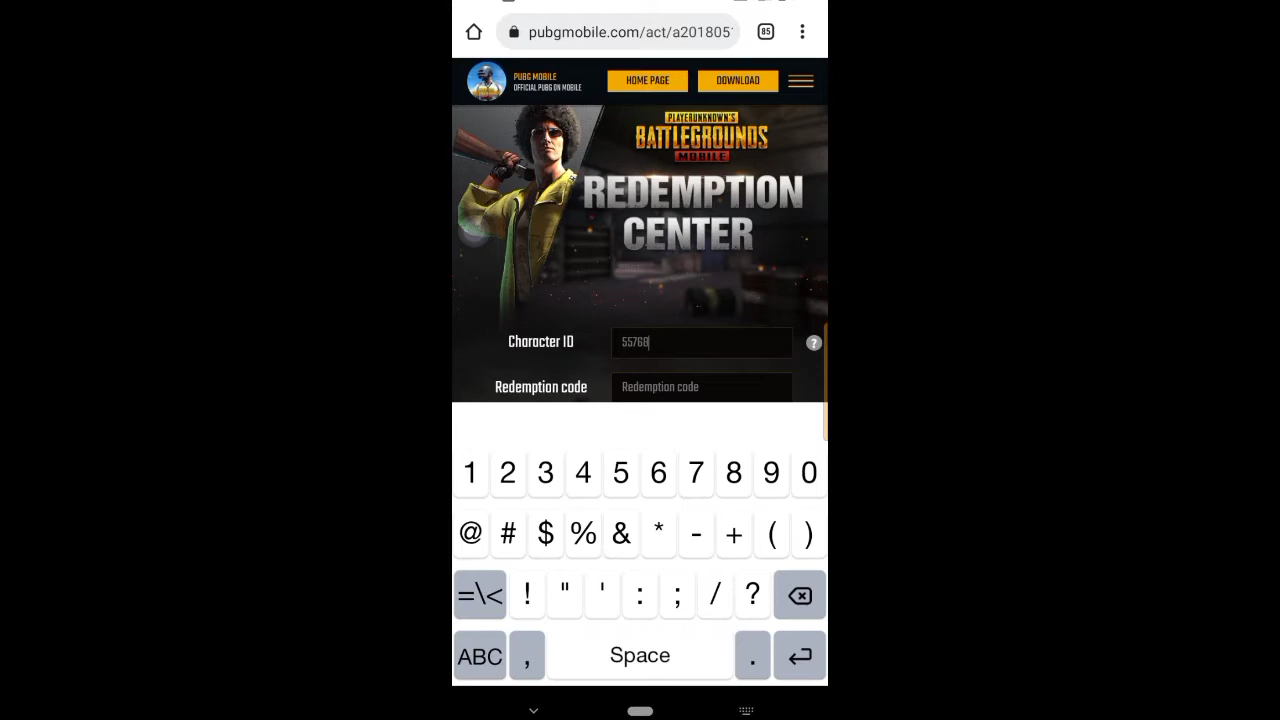 pubgmobile.com/act/a201805
85
PUBG MOBILE
OFFICIAL PUBG ON MOBILE
HOME PAGE
DOWNLOAD
PLAYERUNKNOWN'S
BATTLEGROUNDS
MOBILE
REDEMPTION
CENTER
Character ID
55768
?
Redemption code
Redemption code
1 2 3 4 5 6 7 8 9 0
@ # $ % & * - + ( )
=\< ! " ' : ; / ?
ABC , Space .